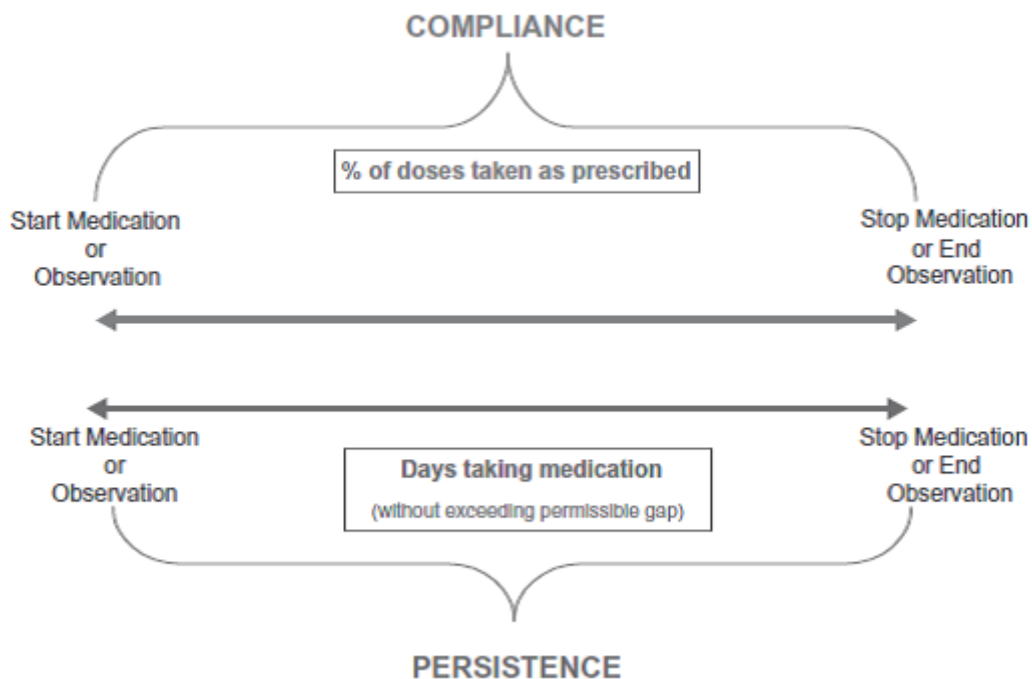 COMPLIANCE
% of doses taken as prescribed
Start Medication
or
Observation
Stop Medication
or End
Observation
Start Medication
or
Observation
Days taking medication
(without exceeding permissible gap)
Stop Medication
or End
Observation
PERSISTENCE